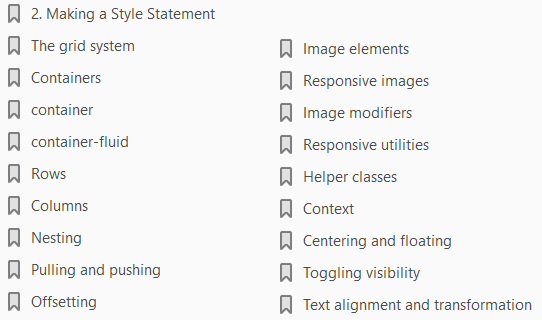 2. Making a Style Statement
The grid system
Containers
container
container-fluid
Rows
Columns
Nesting
Pulling and pushing
Offsetting
Image elements
Responsive images
Image modifiers
Responsive utilities
Helper classes
Context
Centering and floating
Toggling visibility
Text alignment and transformation